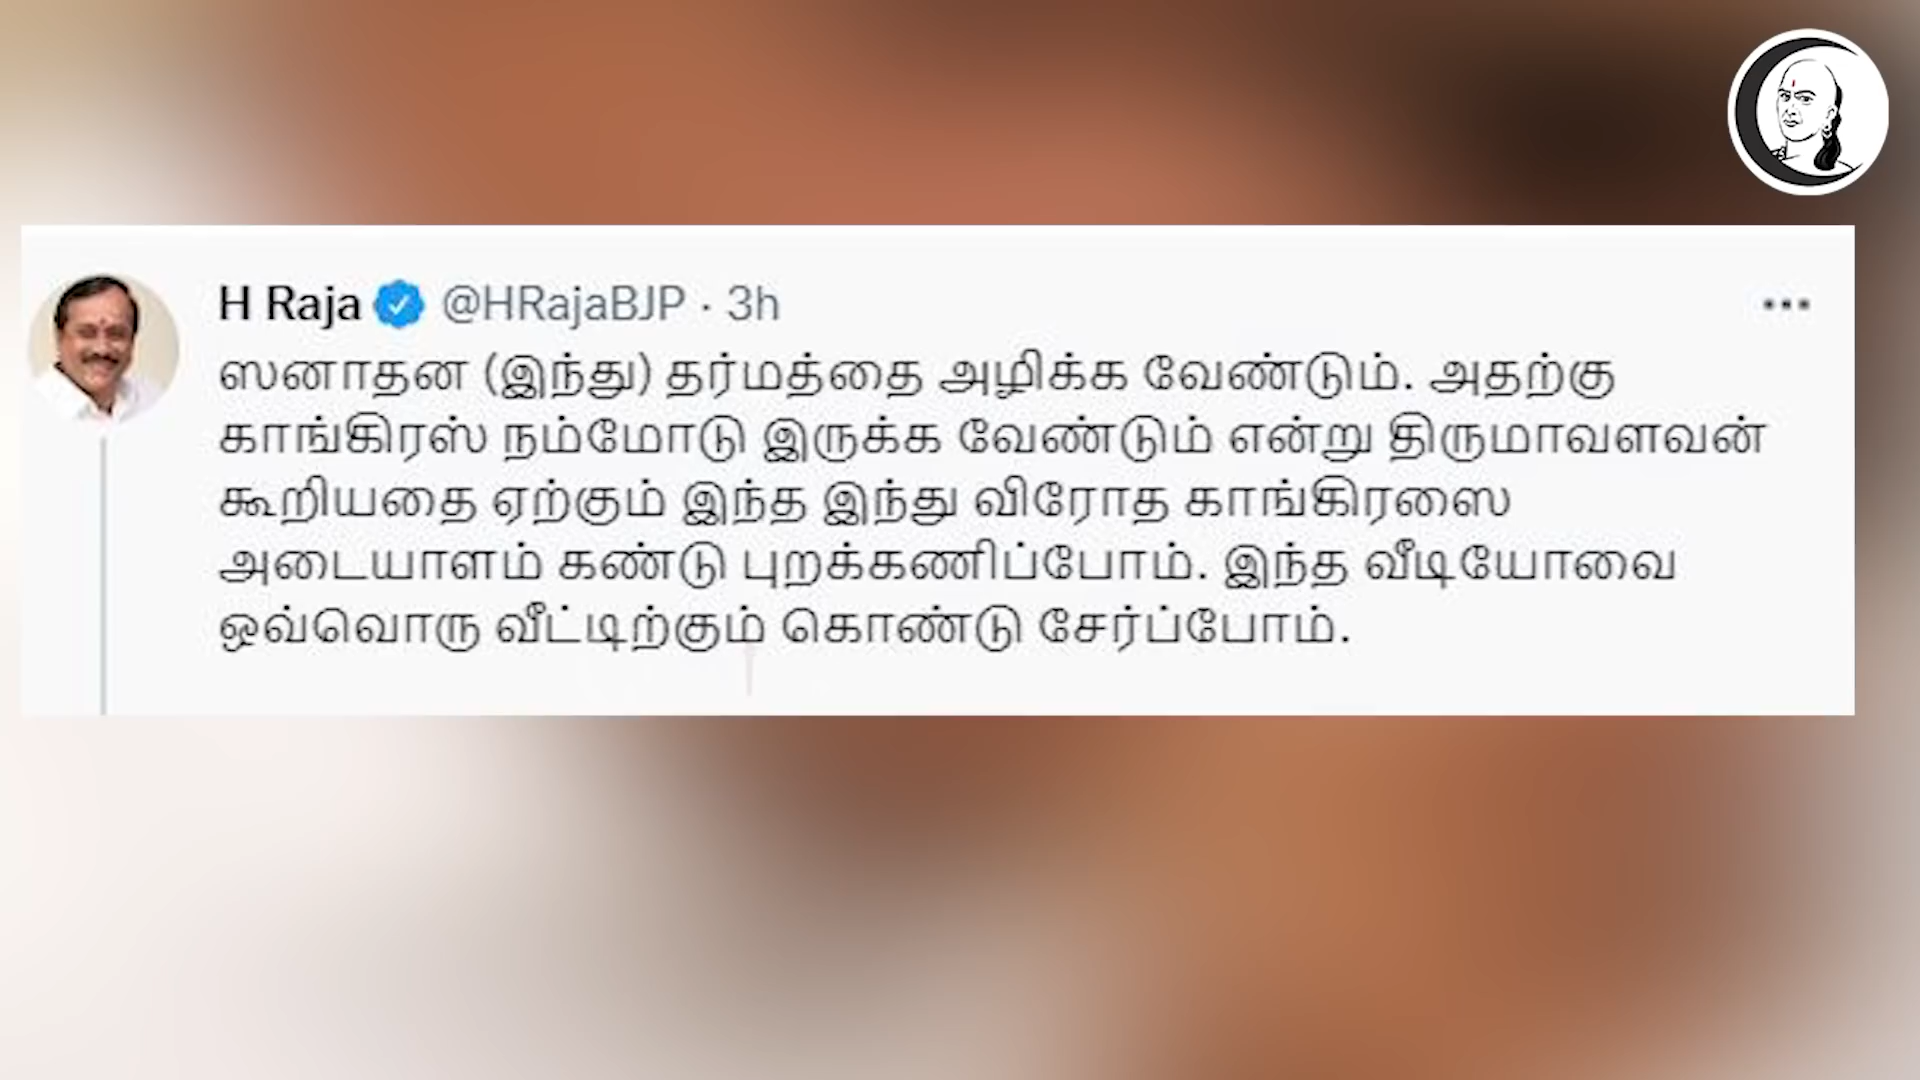 H Raja @HRajaBJP · 3h
ஸனாதன (இந்து) தர்மத்தை அழிக்க வேண்டும். அதற்கு
காங்கிரஸ் நம்மோடு இருக்க வேண்டும் என்று திருமாவளவன்
கூறியதை ஏற்கும் இந்த இந்து விரோத காங்கிரஸை
அடையாளம் கண்டு புறக்கணிப்போம். இந்த வீடியோவை
ஒவ்வொரு வீட்டிற்கும் கொண்டு சேர்ப்போம்.